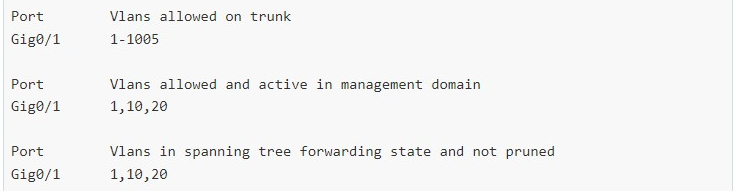 Port        Vlans allowed on trunk
Gig0/1      1-1005
Port        Vlans allowed and active in management domain
Gig0/1      1,10,20
Port        Vlans in spanning tree forwarding state and not pruned
Gig0/1      1,10,20